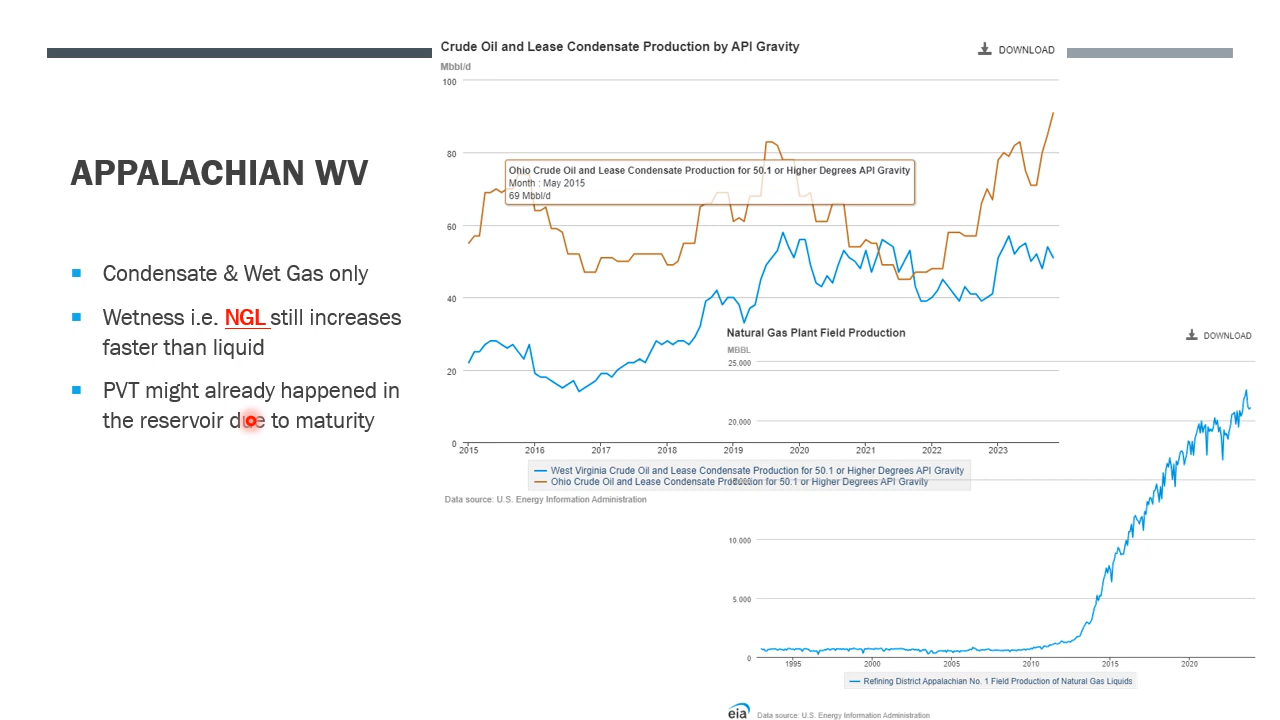 APPALACHIAN WV
Condensate & Wet Gas only
Wetness i.e. NGL still increases
faster than liquid
PVT might already happened in
the reservoir due to maturity
Crude Oil and Lease Condensate Production by API Gravity
DOWNLOAD
Mbbl/d
100
80
60
40
20
0
Ohio Crude Oil and Lease Condensate Production for 50.1 or Higher Degrees API Gravity
Month : May 2015
69 Mbbl/d
2015 2016 2017 2018 2019 2020 2021 2022 2023
West Virginia Crude Oil and Lease Condensate Production for 50.1 or Higher Degrees API Gravity
Ohio Crude Oil and Lease Condensate Production for 50.1 or Higher Degrees API Gravity
Data source: U.S. Energy Information Administration
Natural Gas Plant Field Production
DOWNLOAD
MBBL
25,000
20,000
10,000
5,000
0
1995 2000 2005 2010 2015 2020
Refining District Appalachian No. 1 Field Production of Natural Gas Liquids
eia Data source: U.S. Energy Information Administration